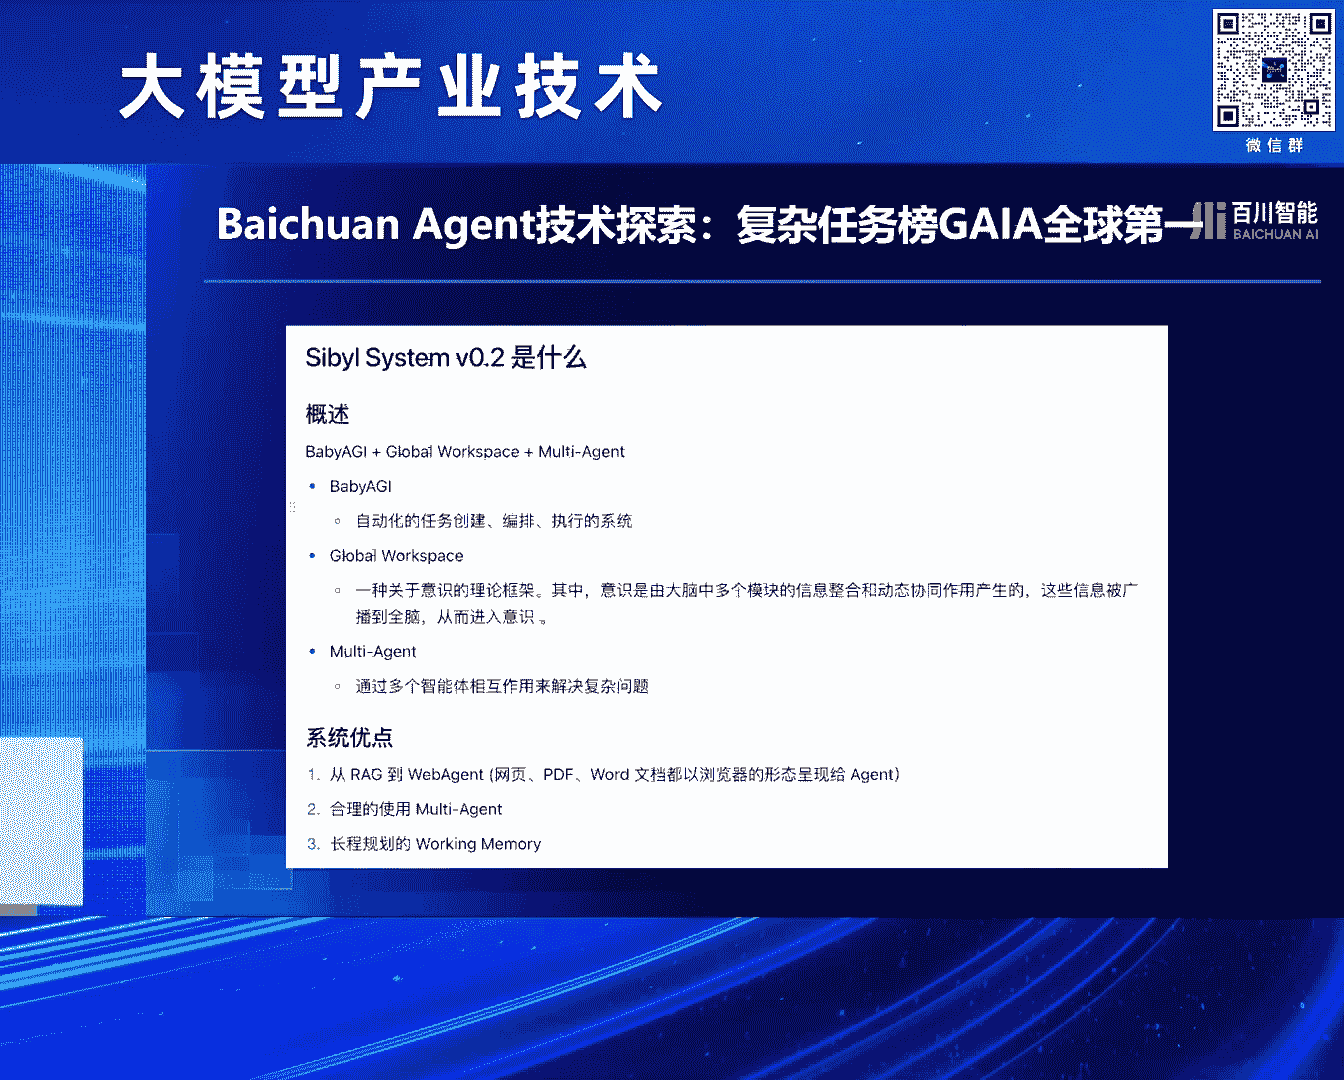 大模型产业技术
微信群
Baichuan Agent技术探索：复杂任务榜GAIA全球第一
百川智能
BAICHUAN AI
Sibyl System v0.2 是什么
概述
BabyAGI + Global Workspace + Multi-Agent
• BabyAGI
◦ 自动化的任务创建、编排、执行的系统
• Global Workspace
◦ 一种关于意识的理论框架。其中，意识是由大脑中多个模块的信息整合和动态协同作用产生的，这些信息被广
播到全脑，从而进入意识 。
• Multi-Agent
◦ 通过多个智能体相互作用来解决复杂问题
系统优点
1. 从 RAG 到 WebAgent (网页、PDF、Word 文档都以浏览器的形态呈现给 Agent)
2. 合理的使用 Multi-Agent
3. 长程规划的 Working Memory